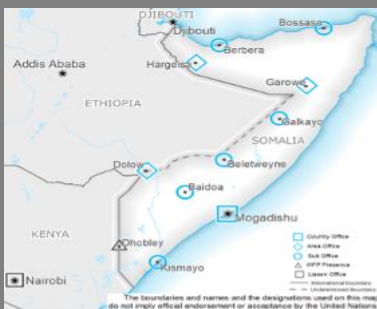 DJIBOUTI
Djibouti
Bossaso
Berbera
Addis Ababa
Hargeisa
Garowe
ETHIOPIA
Galkayo
SOMALIA
Dolow
Beletweyne
Baidoa
Mogadishu
KENYA
Dhobley
Kismayo
Nairobi
Country Office
Area Office
Sub Office
WFP Presence
Liaison Office
International boundary
Undetermined Boundary
The boundaries and names and the designations used on this map
do not imply official endorsement or acceptance by the United Nations.